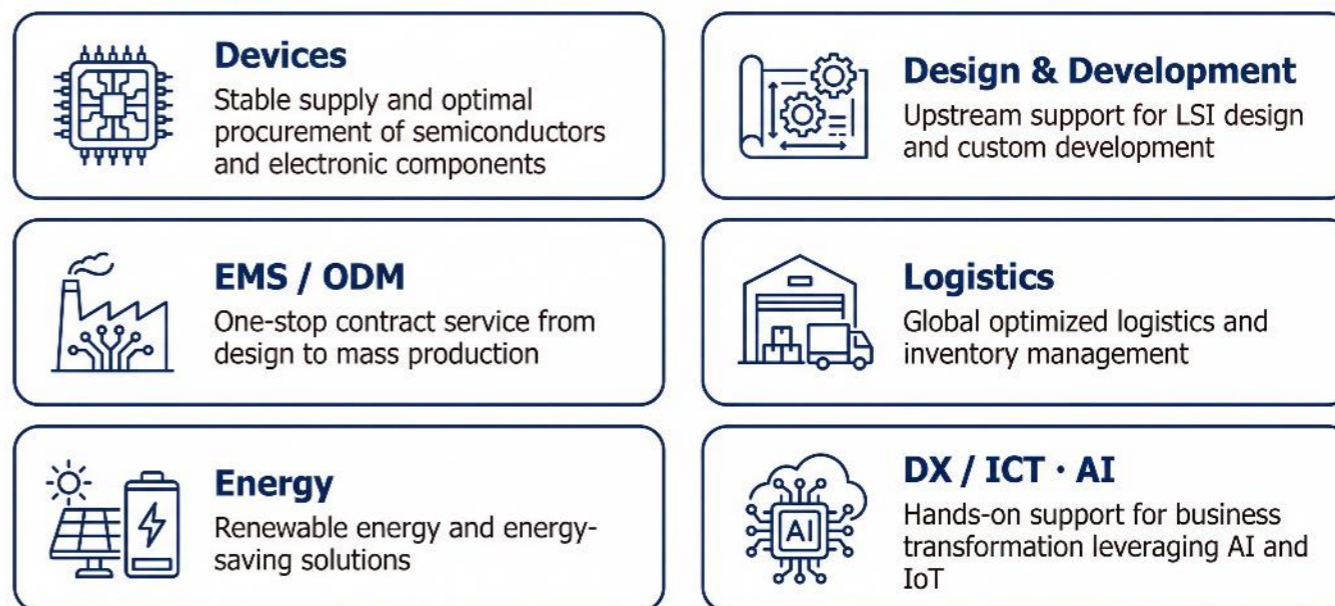 Devices
Stable supply and optimal
procurement of semiconductors
and electronic components
Design & Development
Upstream support for LSI design
and custom development
EMS / ODM
One-stop contract service from
design to mass production
Logistics
Global optimized logistics and
inventory management
Energy
Renewable energy and energy-
saving solutions
DX / ICT · AI
Hands-on support for business
transformation leveraging AI and
IoT
AI